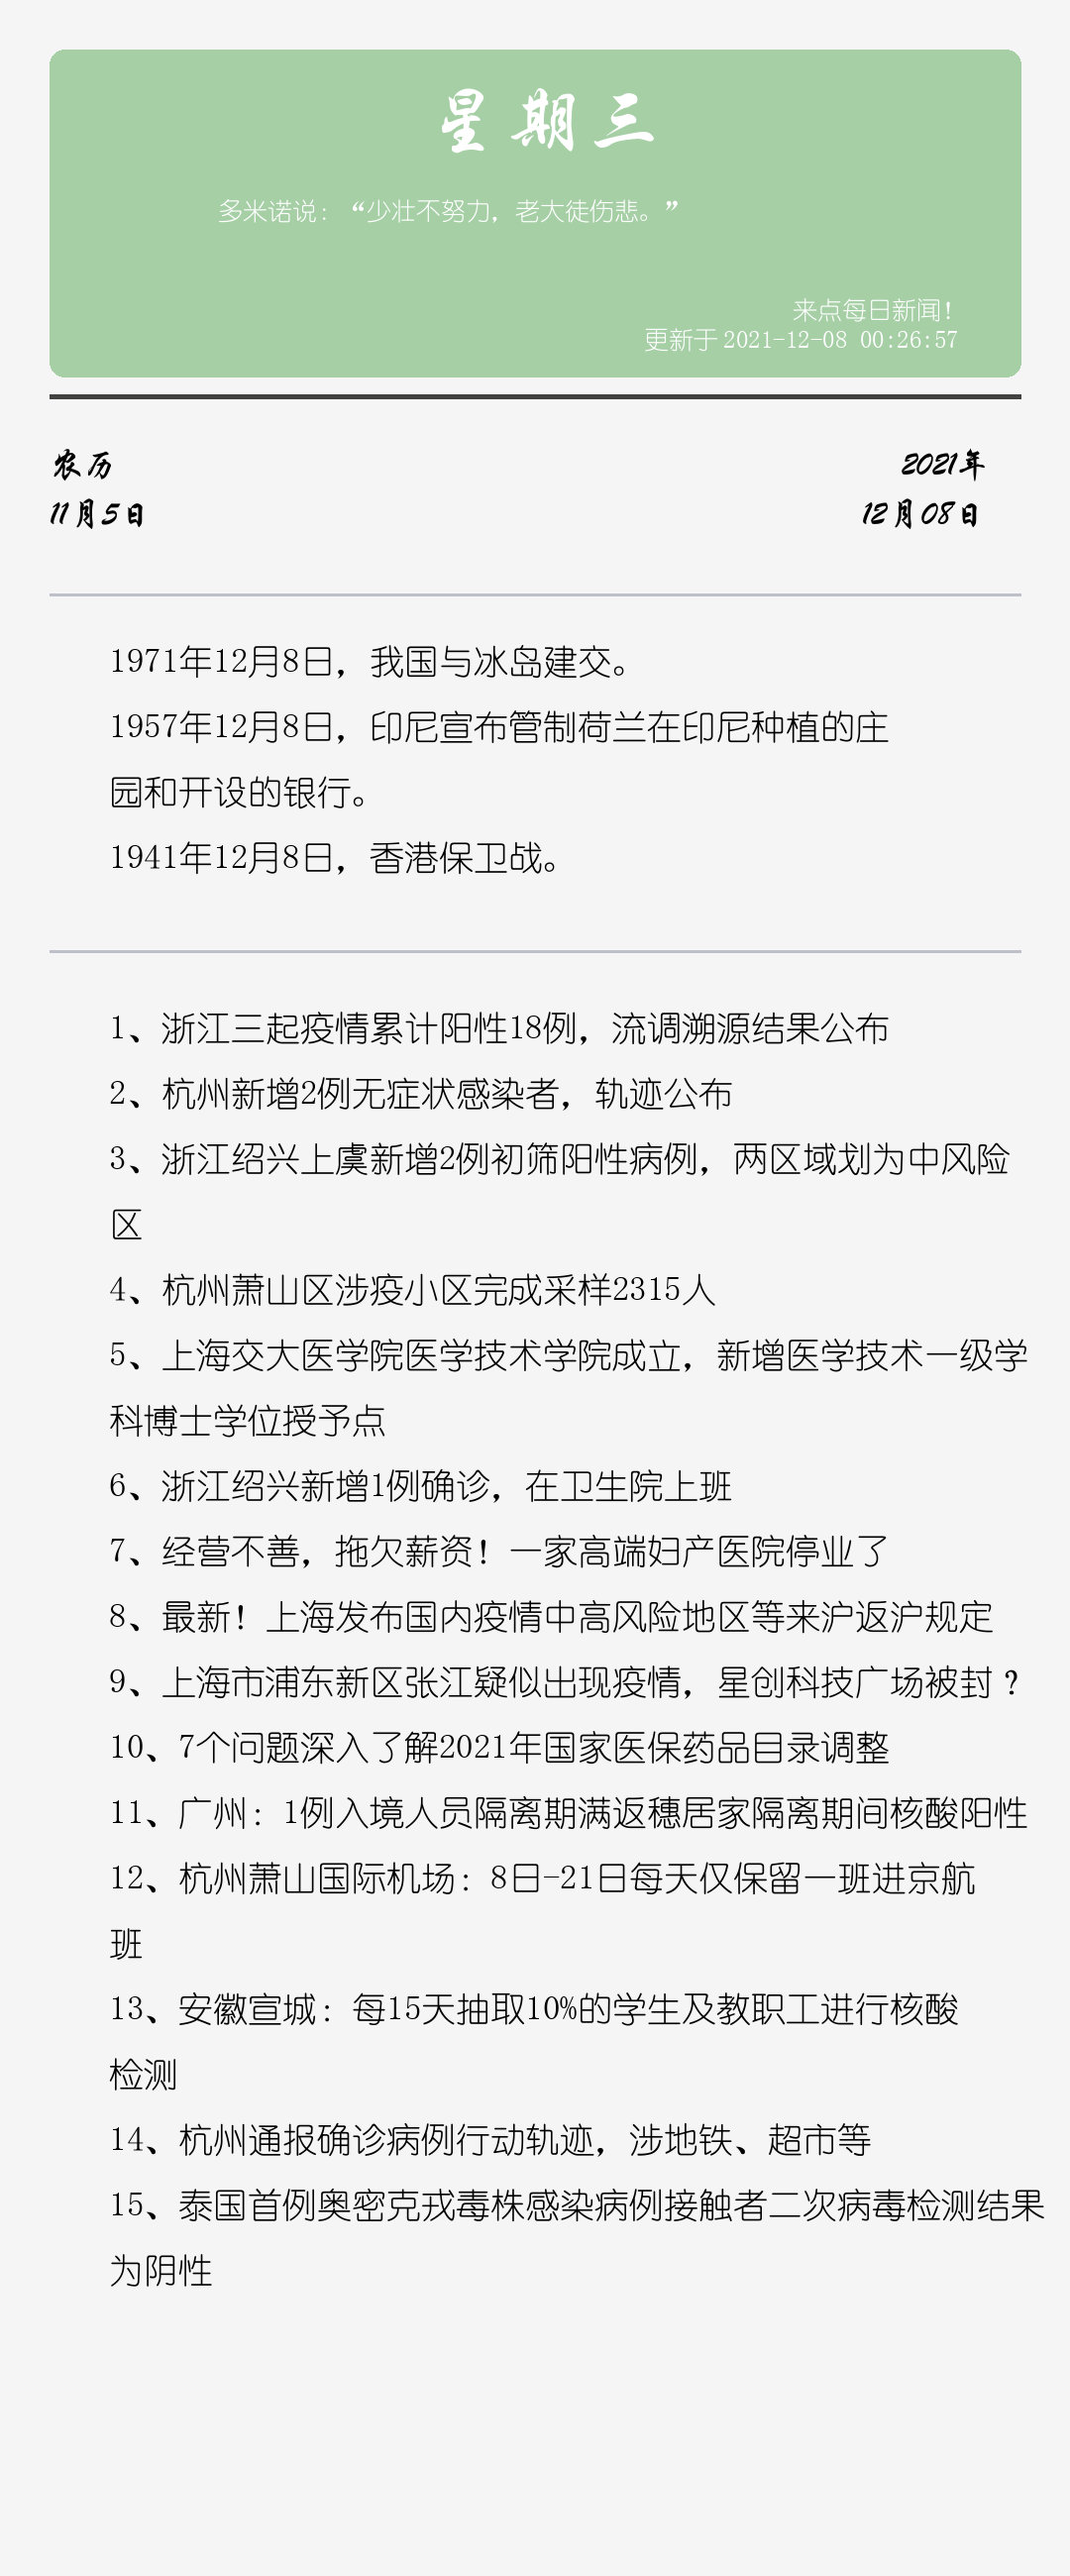 星期三
多米诺说：“少壮不努力，老大徒伤悲。”
来点每日新闻！
更新于 2021-12-08 00:26:57
农历
2021年
11月5日
12月08日
1971年12月8日，我国与冰岛建交。
1957年12月8日，印尼宣布管制荷兰在印尼种植的庄
园和开设的银行。
1941年12月8日，香港保卫战。
1、浙江三起疫情累计阳性18例，流调溯源结果公布
2、杭州新增2例无症状感染者，轨迹公布
3、浙江绍兴上虞新增2例初筛阳性病例，两区域划为中风险
区
4、杭州萧山区涉疫小区完成采样2315人
5、上海交大医学院医学技术学院成立，新增医学技术一级学
科博士学位授予点
6、浙江绍兴新增1例确诊，在卫生院上班
7、经营不善，拖欠薪资！一家高端妇产医院停业了
8、最新！上海发布国内疫情中高风险地区等来沪返沪规定
9、上海市浦东新区张江疑似出现疫情，星创科技广场被封？
10、7个问题深入了解2021年国家医保药品目录调整
11、广州：1例入境人员隔离期满返穗居家隔离期间核酸阳性
12、杭州萧山国际机场：8日-21日每天仅保留一班进京航
班
13、安徽宣城：每15天抽取10%的学生及教职工进行核酸
检测
14、杭州通报确诊病例行动轨迹，涉地铁、超市等
15、泰国首例奥密克戎毒株感染病例接触者二次病毒检测结果
为阴性